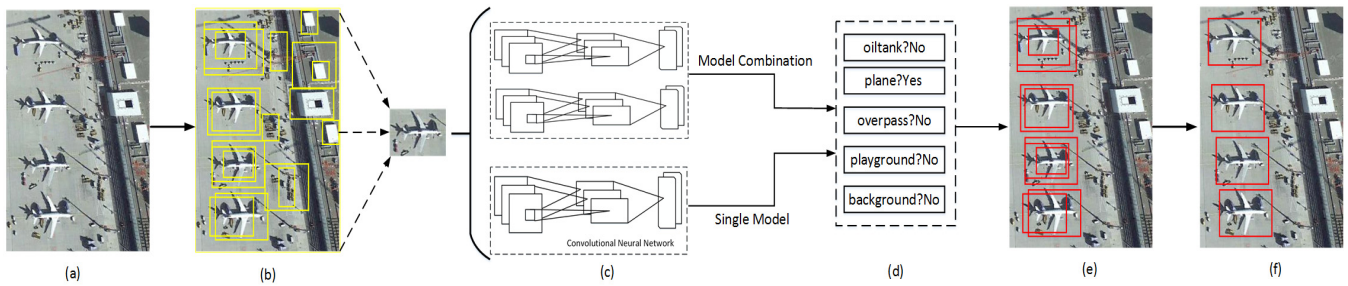 Model Combination
Single Model
Convolutional Neural Network
oiltank?No
plane?Yes
overpass?No
playground?No
background?No
(a)
(b)
(c)
(d)
(e)
(f)